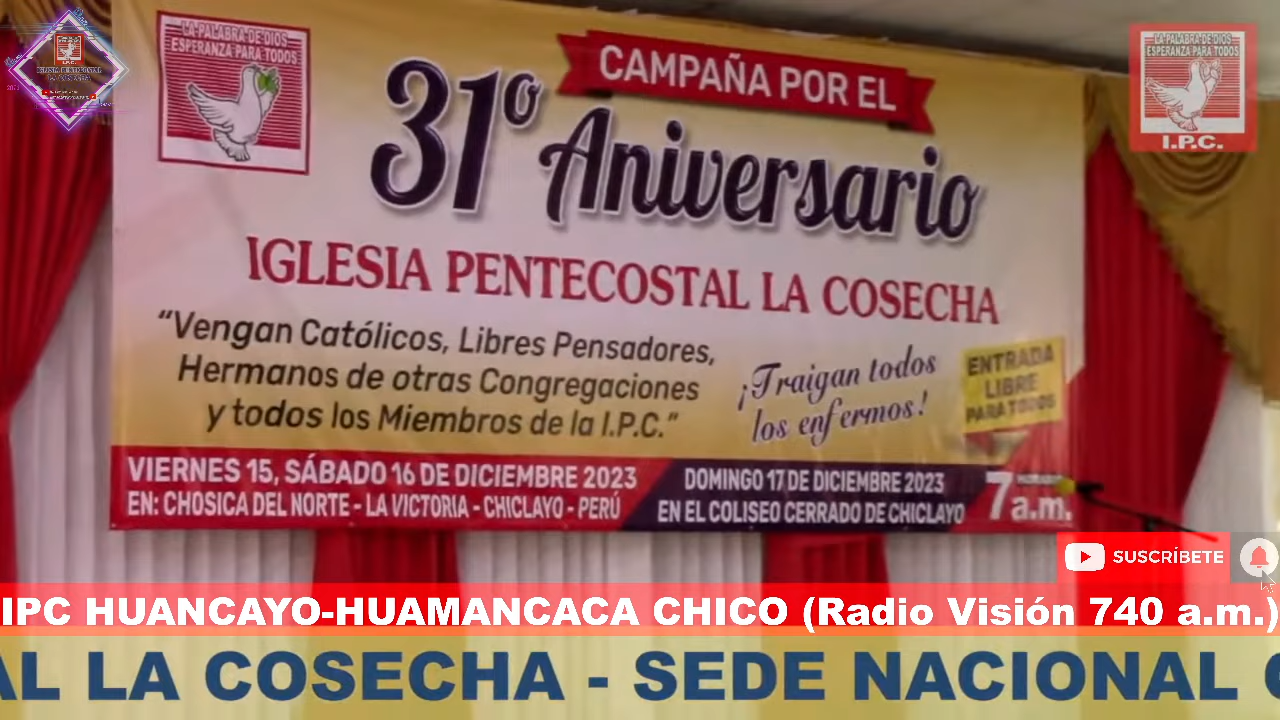 LA PALABRA DE DIOS
ESPERANZA PARA TODOS
CAMPAÑA POR EL
31º Aniversario
IGLESIA PENTECOSTAL LA COSECHA
“Vengan Católicos, Libres Pensadores,
Hermanos de otras Congregaciones
y todos los Miembros de la I.P.C.”
¡Traigan todos
los enfermos!
ENTRADA
LIBRE
PARA TODOS
VIERNES 15, SÁBADO 16 DE DICIEMBRE 2023
EN: CHOSICA DEL NORTE - LA VICTORIA - CHICLAYO - PERÚ
DOMINGO 17 DE DICIEMBRE 2023
EN EL COLISEO CERRADO DE CHICLAYO
7 a.m.
LA PALABRA DE DIOS
ESPERANZA PARA TODOS
I.P.C.
SUSCRÍBETE
IPC HUANCAYO-HUAMANCACA CHICO (Radio Visión 740 a.m.)
AL LA COSECHA - SEDE NACIONAL